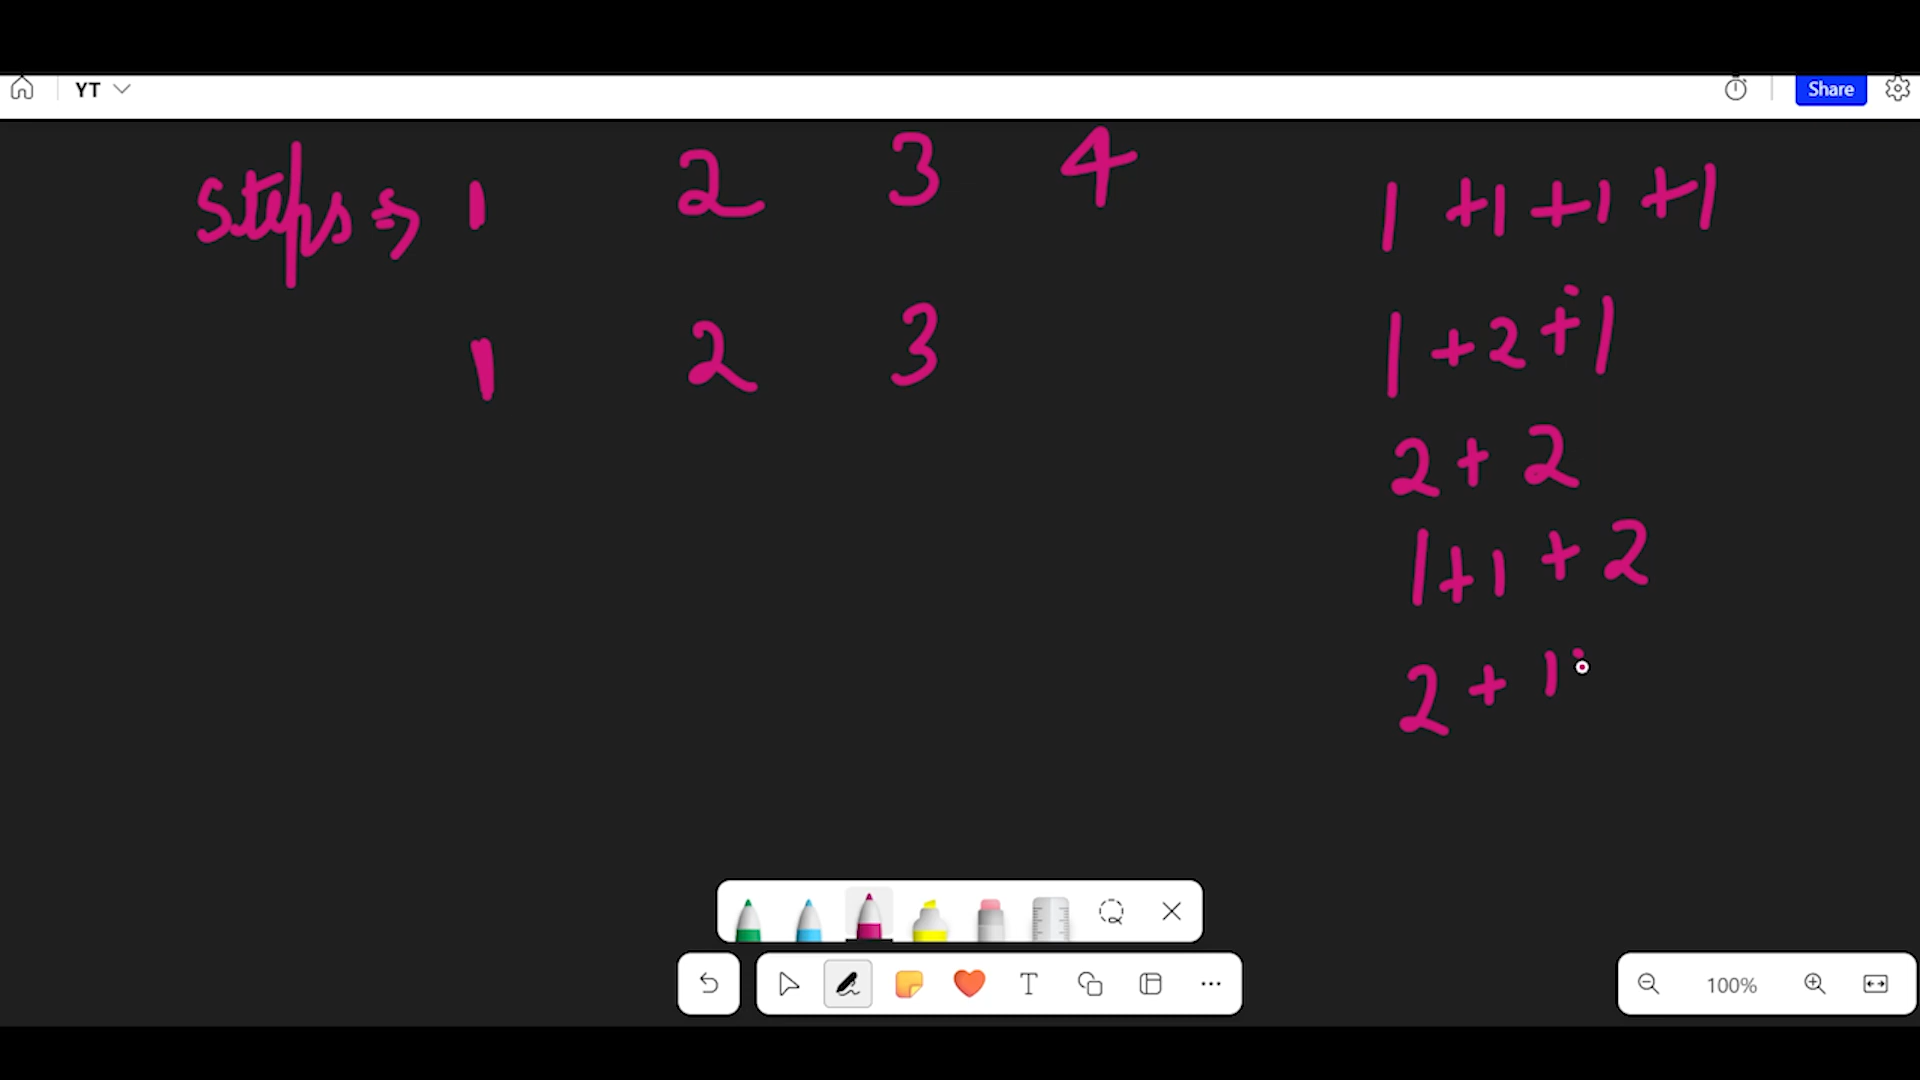 YT
Share
Steps ⇒ 1 2 3 4
1 2 3
1 +1 +1 +1
1 +2 +1
2 + 2
1+1 + 2
2 + 1
100%